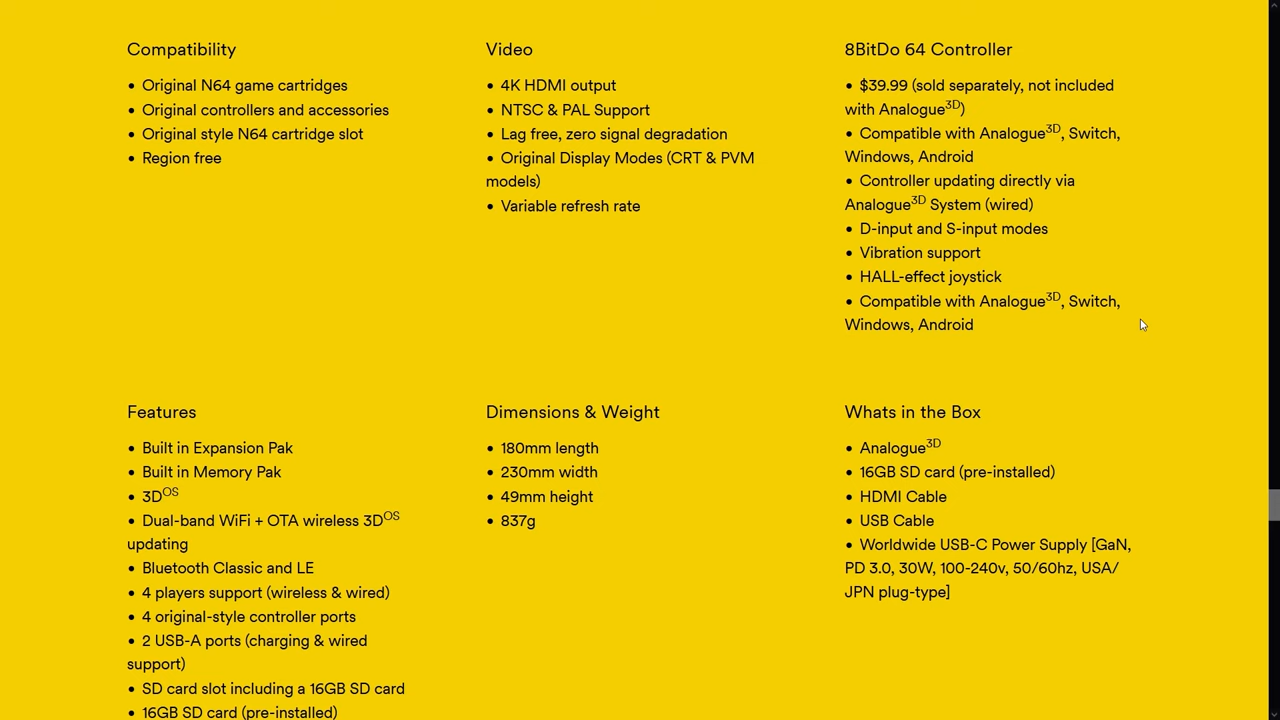 Compatibility
• Original N64 game cartridges
• Original controllers and accessories
• Original style N64 cartridge slot
• Region free
Video
• 4K HDMI output
• NTSC & PAL Support
• Lag free, zero signal degradation
• Original Display Modes (CRT & PVM
models)
• Variable refresh rate
8BitDo 64 Controller
• $39.99 (sold separately, not included
with Analogue3D)
• Compatible with Analogue3D, Switch,
Windows, Android
• Controller updating directly via
Analogue3D System (wired)
• D-input and S-input modes
• Vibration support
• HALL-effect joystick
• Compatible with Analogue3D, Switch,
Windows, Android
Features
• Built in Expansion Pak
• Built in Memory Pak
• 3DOS
• Dual-band WiFi + OTA wireless 3DOS
updating
• Bluetooth Classic and LE
• 4 players support (wireless & wired)
• 4 original-style controller ports
• 2 USB-A ports (charging & wired
support)
• SD card slot including a 16GB SD card
• 16GB SD card (pre-installed)
Dimensions & Weight
• 180mm length
• 230mm width
• 49mm height
• 837g
Whats in the Box
• Analogue3D
• 16GB SD card (pre-installed)
• HDMI Cable
• USB Cable
• Worldwide USB-C Power Supply [GaN,
PD 3.0, 30W, 100-240v, 50/60hz, USA/
JPN plug-type]